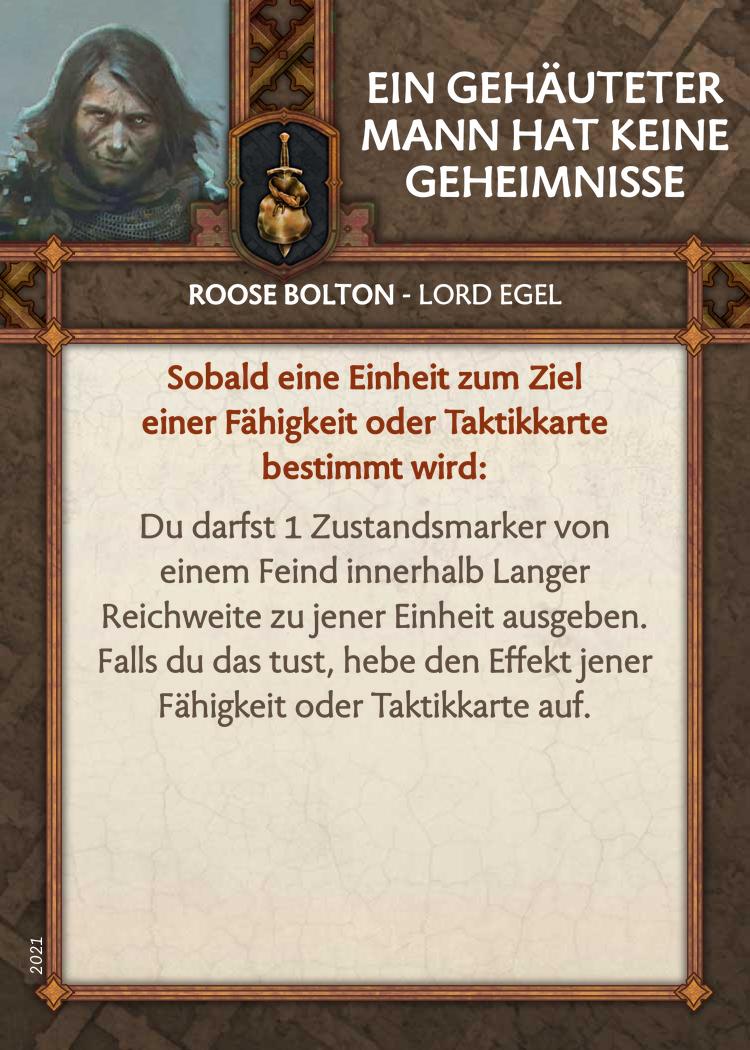 EIN GEHÄUTETER
MANN HAT KEINE
GEHEIMNISSE
ROOSE BOLTON - LORD EGEL
Sobald eine Einheit zum Ziel
einer Fähigkeit oder Taktikkarte
bestimmt wird:
Du darfst 1 Zustandsmarker von
einem Feind innerhalb Langer
Reichweite zu jener Einheit ausgeben.
Falls du das tust, hebe den Effekt jener
Fähigkeit oder Taktikkarte auf.
2021